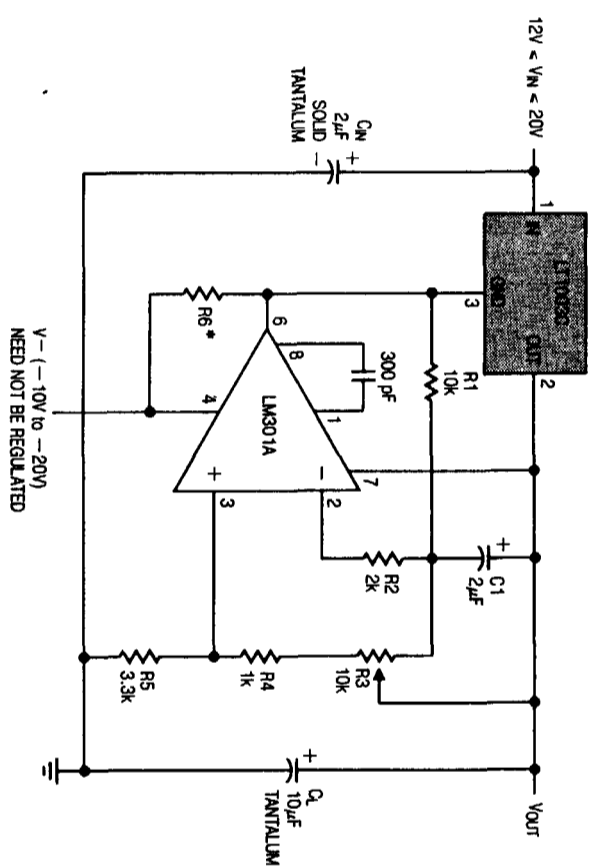 12V < VIN < 20V
1
IN
GND
OUT
2
3
VOUT
CIN
2μF
SOLID
TANTALUM
+
−
R1
10k
+
C1
2μF
R6*
6
8
300 pF
1
7
LM301A
4
+
−
3
2
R2
2k
R3
10k
R4
1k
R5
3.3k
+
CL
10μF
TANTALUM
V− (−10V to −20V)
NEED NOT BE REGULATED